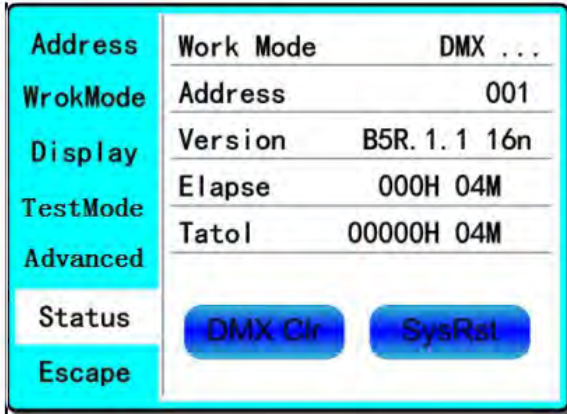 Address
WrokMode
Display
TestMode
Advanced
Status
Escape
Work Mode DMX ...
Address 001
Version B5R.1.1 16n
Elapse 000H 04M
Tatol 00000H 04M
DMX Clr SysRst